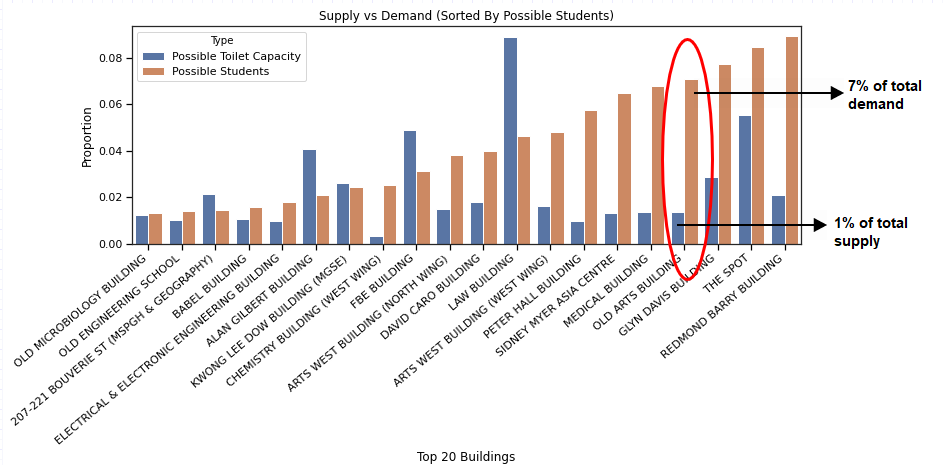 Supply vs Demand (Sorted By Possible Students)
Type
Possible Toilet Capacity
Possible Students
Proportion
0.08
0.06
0.04
0.02
0.00
7% of total
demand
1% of total
supply
OLD MICROBIOLOGY BUILDING
OLD ENGINEERING SCHOOL
207-221 BOUVERIE ST (MSPGH & GEOGRAPHY)
BABEL BUILDING
ELECTRICAL & ELECTRONIC ENGINEERING BUILDING
ALAN GILBERT BUILDING
KWONG LEE DOW BUILDING (MGSE)
CHEMISTRY BUILDING (WEST WING)
FBE BUILDING
ARTS WEST BUILDING (NORTH WING)
DAVID CARO BUILDING
LAW BUILDING
ARTS WEST BUILDING (WEST WING)
PETER HALL BUILDING
SIDNEY MYER ASIA CENTRE
MEDICAL BUILDING
OLD ARTS BUILDING
GLYN DAVIS BUILDING
THE SPOT
REDMOND BARRY BUILDING
Top 20 Buildings